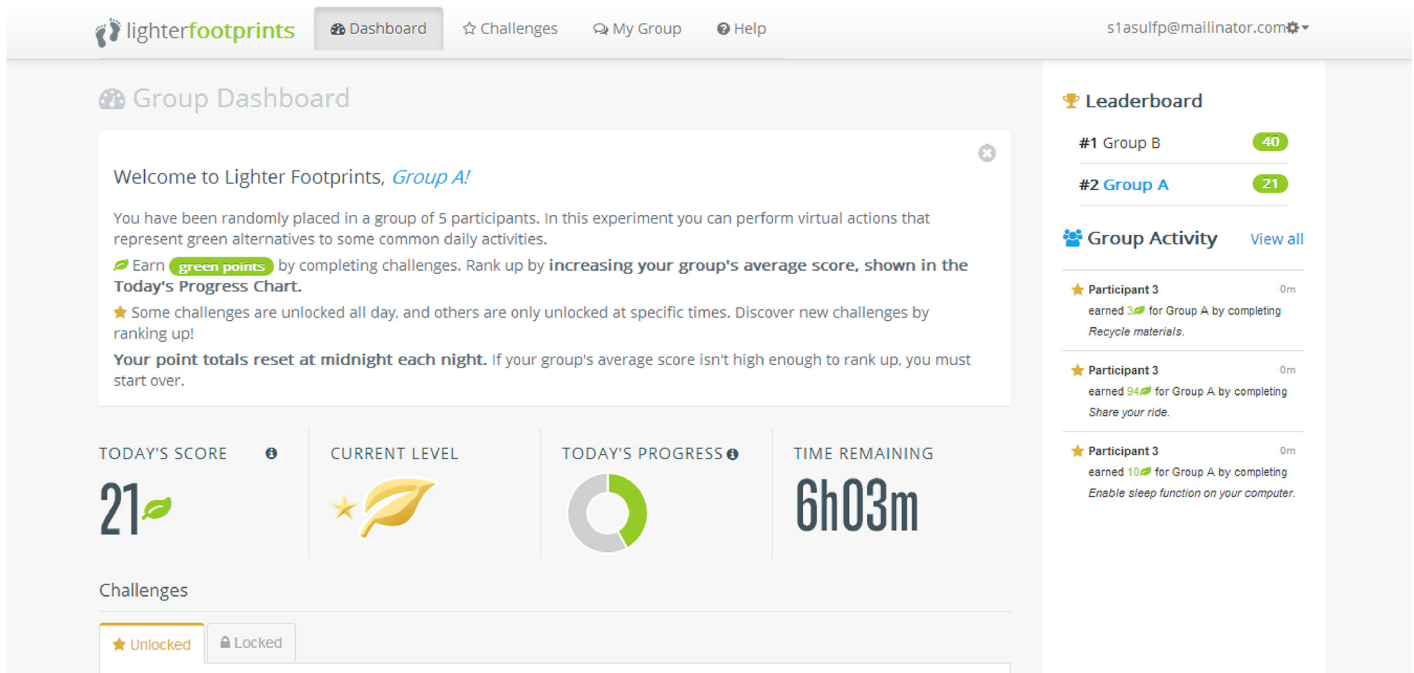 lighterfootprints
Dashboard
Challenges
My Group
Help
s1asulfp@mailinator.com
Group Dashboard
Welcome to Lighter Footprints, Group A!
You have been randomly placed in a group of 5 participants. In this experiment you can perform virtual actions that
represent green alternatives to some common daily activities.
Earn green points by completing challenges. Rank up by increasing your group's average score, shown in the
Today's Progress Chart.
Some challenges are unlocked all day, and others are only unlocked at specific times. Discover new challenges by
ranking up!
Your point totals reset at midnight each night. If your group's average score isn't high enough to rank up, you must
start over.
TODAY'S SCORE
21
CURRENT LEVEL
TODAY'S PROGRESS
TIME REMAINING
6h03m
Challenges
Unlocked
Locked
Leaderboard
#1 Group B 40
#2 Group A 21
Group Activity View all
Participant 3 0m
earned 3 for Group A by completing
Recycle materials.
Participant 3 0m
earned 94 for Group A by completing
Share your ride.
Participant 3 0m
earned 10 for Group A by completing
Enable sleep function on your computer.